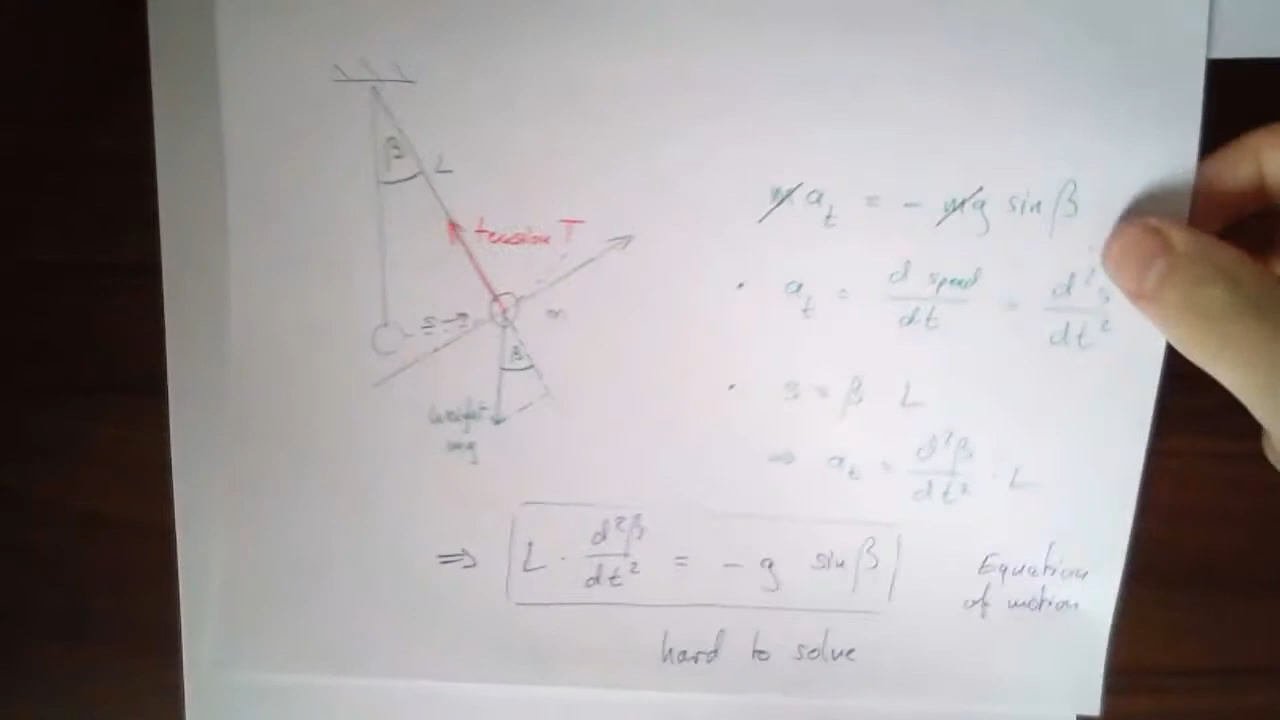 β
L
tension T
s →
m
β
weight
mg
m a_t = - mg sin β
• a_t = d speed / dt = d²s / dt²
• s = β L
⇒ a_t = d²β / dt² · L
⇒ L · d²β / dt² = - g sin β
Equation
of motion
hard to solve